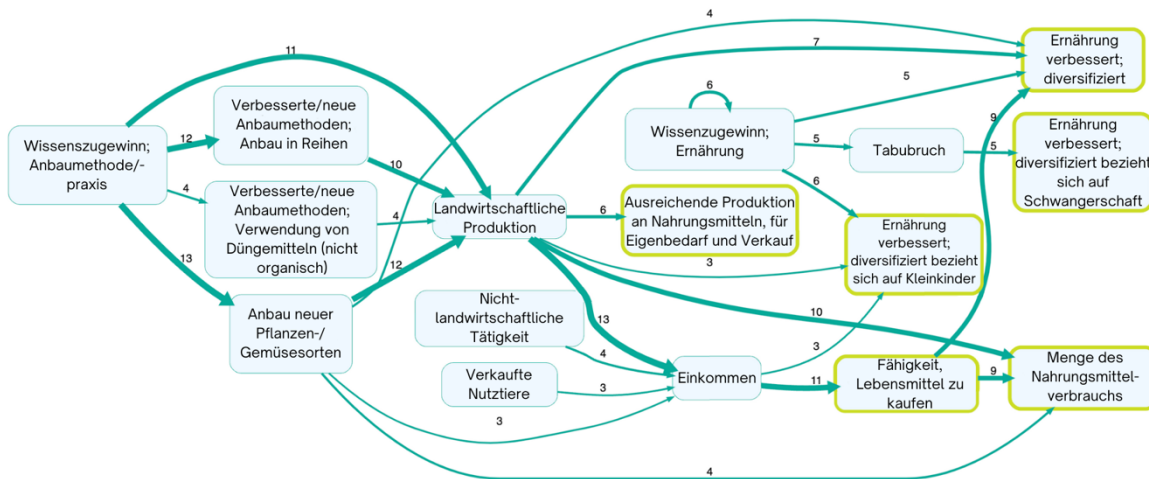 4
11
7
Ernährung
verbessert;
diversifiziert
5
6
9
Verbesserte/neue
Anbaumethoden;
Anbau in Reihen
Wissenszugewinn;
Anbaumethode/-
praxis
12
10
Wissenzugewinn;
Ernährung
5
Tabubruch
5
Ernährung
verbessert;
diversifiziert bezieht
sich auf
Schwangerschaft
4
Verbesserte/neue
Anbaumethoden;
Verwendung von
Düngemitteln (nicht
organisch)
4
Landwirtschaftliche
Produktion
6
Ausreichende Produktion
an Nahrungsmitteln, für
Eigenbedarf und Verkauf
6
Ernährung
verbessert;
diversifiziert bezieht
sich auf Kleinkinder
3
13
12
Anbau neuer
Pflanzen-/
Gemüsesorten
Nicht-
landwirtschaftliche
Tätigkeit
13
10
4
3
Verkaufte
Nutztiere
3
Einkommen
11
Fähigkeit,
Lebensmittel zu
kaufen
9
Menge des
Nahrungsmittel-
verbrauchs
3
4